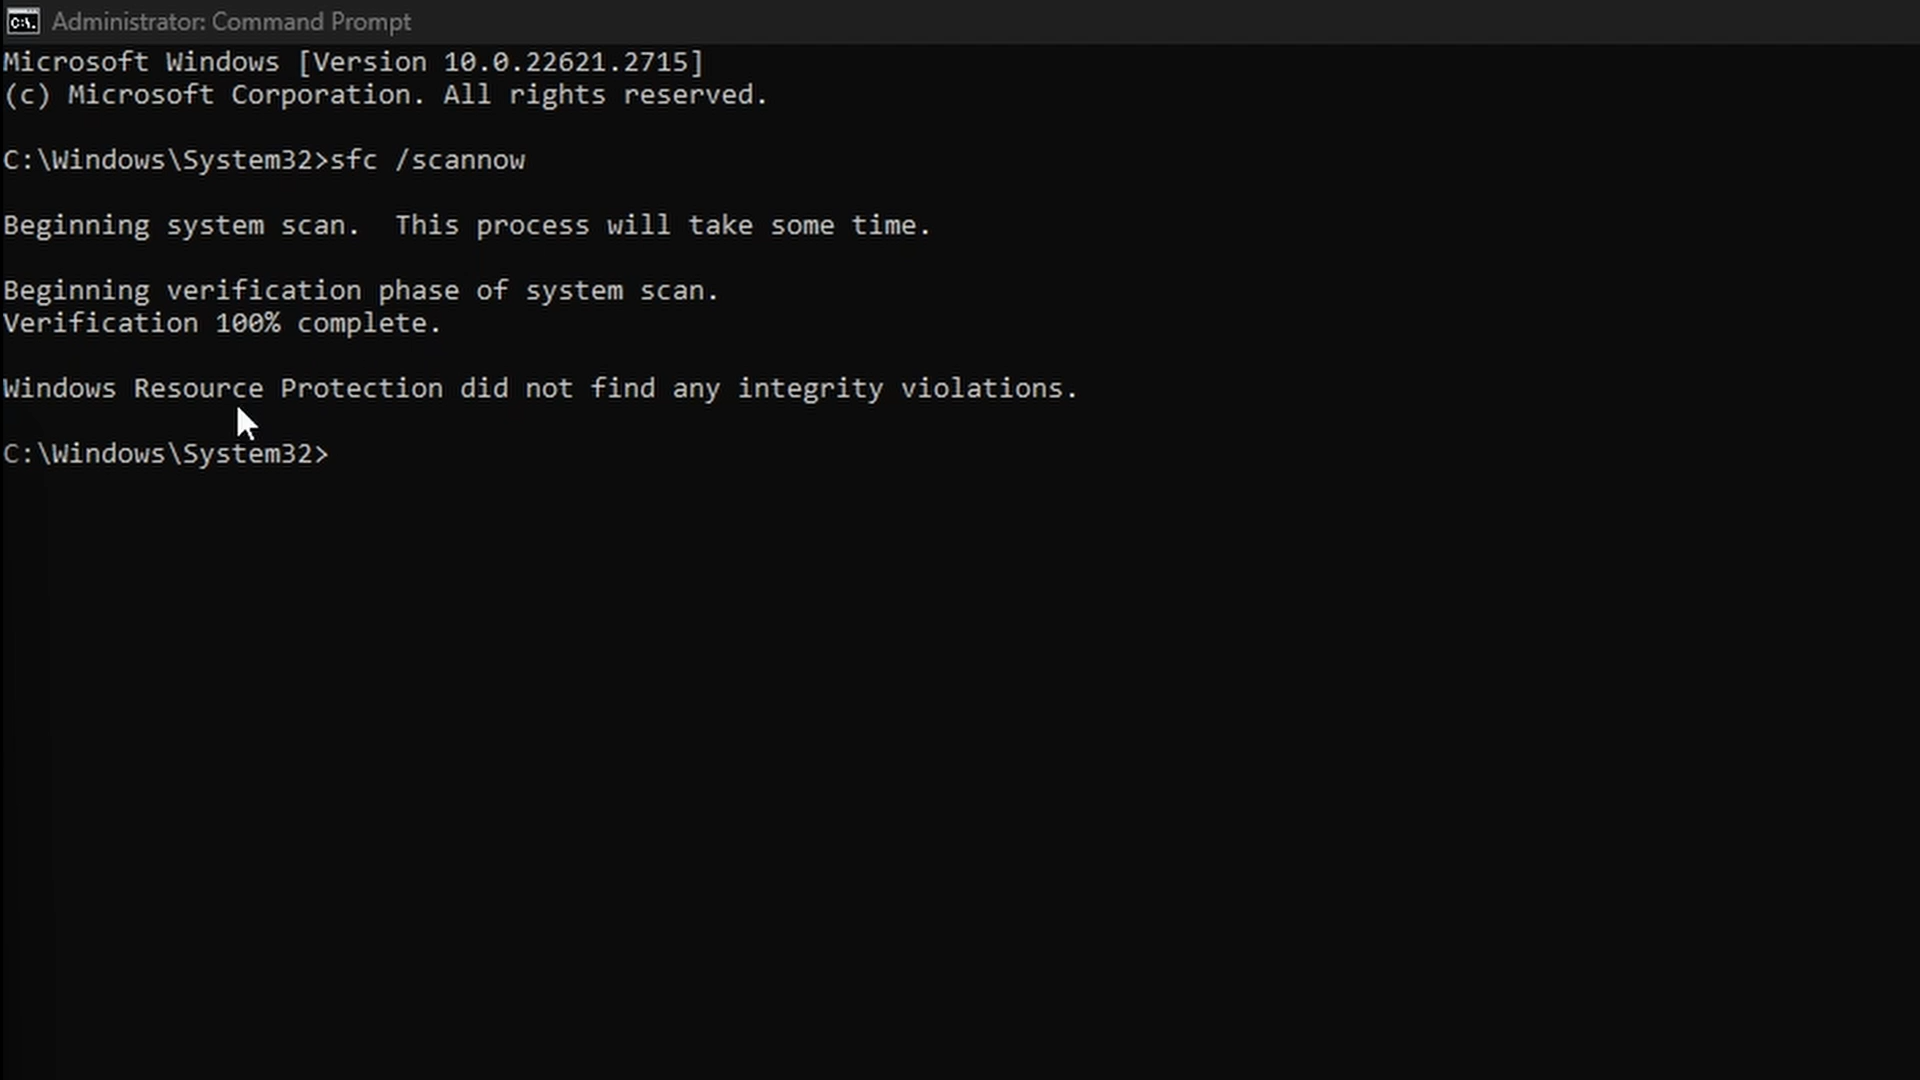 Administrator: Command Prompt
Microsoft Windows [Version 10.0.22621.2715]
(c) Microsoft Corporation. All rights reserved.
C:\Windows\System32>sfc /scannow
Beginning system scan.  This process will take some time.
Beginning verification phase of system scan.
Verification 100% complete.
Windows Resource Protection did not find any integrity violations.
C:\Windows\System32>